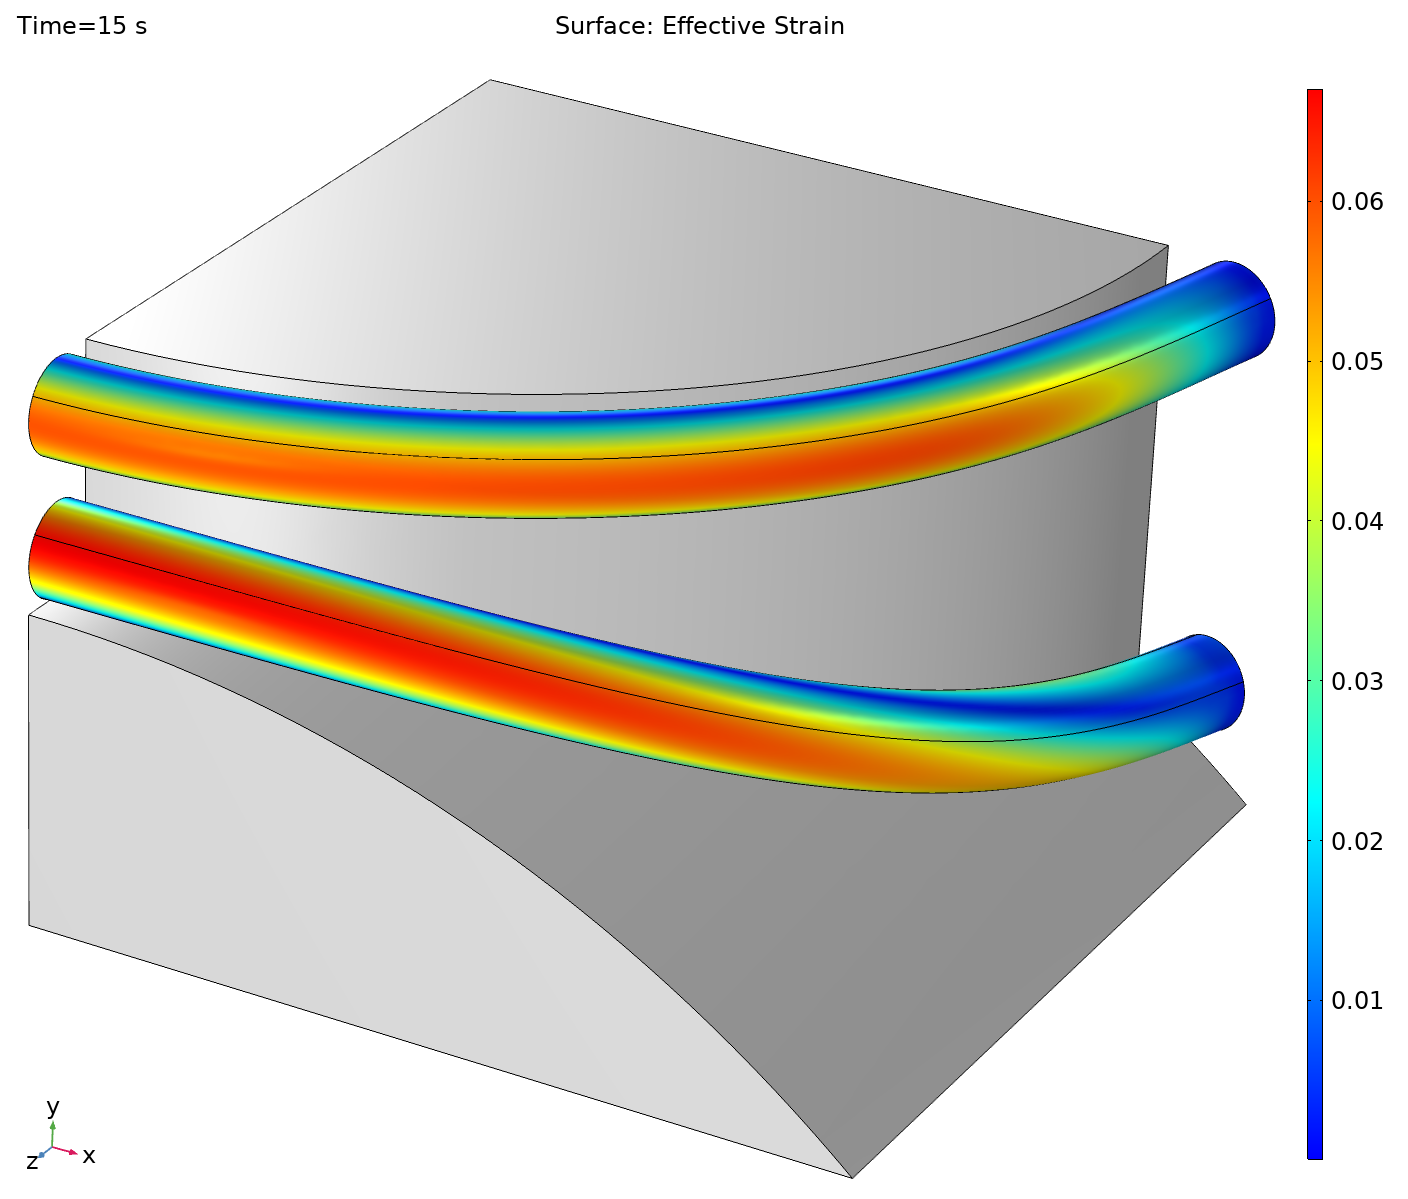 Time=15 s
Surface: Effective Strain
0.06
0.05
0.04
0.03
0.02
0.01
y
x
z